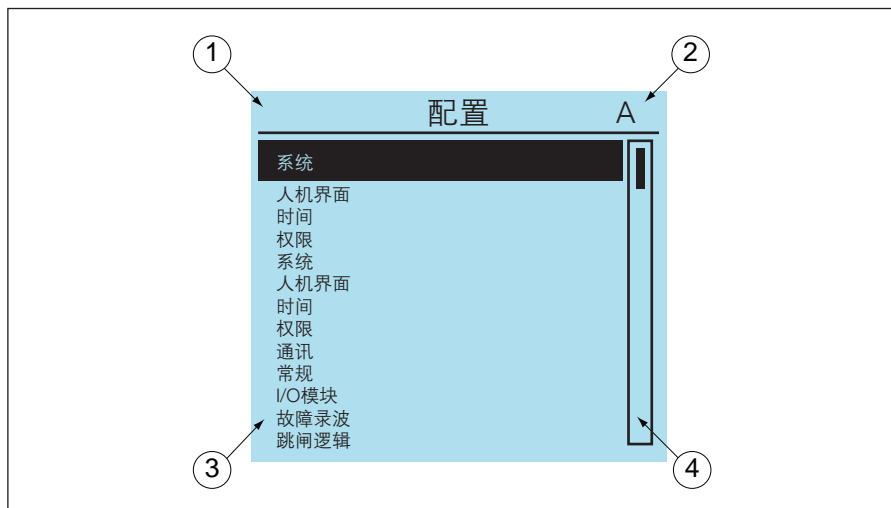 1
2
配置
A
系统
人机界面
时间
权限
系统
人机界面
时间
权限
通讯
常规
I/O模块
故障录波
跳闸逻辑
3
4